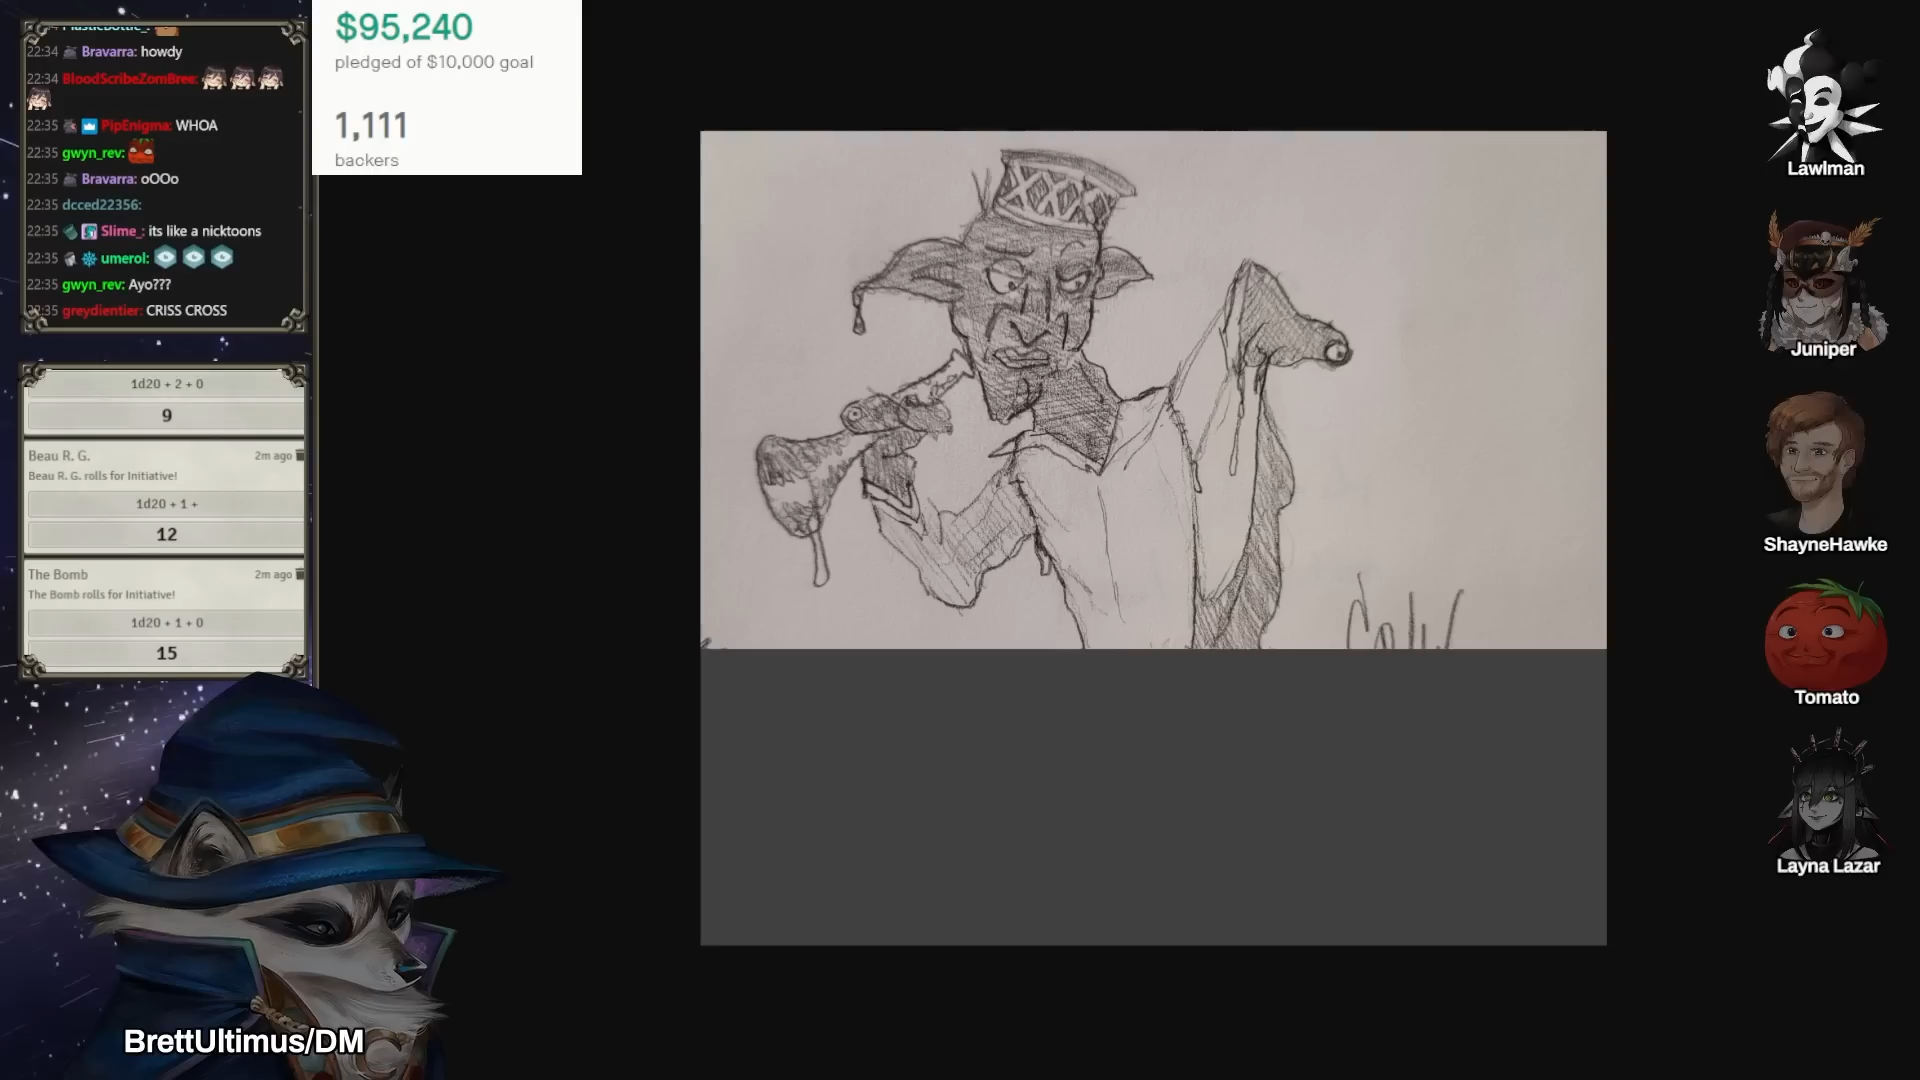 22:34 Bravarra: howdy
22:34 BloodScribeZomBree:
22:35 PipEnigma: WHOA
22:35 gwyn_rev:
22:35 Bravarra: oOOo
22:35 dcced22356:
22:35 Slime_: its like a nicktoons
22:35 umerol:
22:35 gwyn_rev: Ayo???
22:35 greydientier: CRISS CROSS
$95,240
pledged of $10,000 goal
1,111
backers
1d20 + 2 + 0
9
Beau R. G. 2m ago
Beau R. G. rolls for Initiative!
1d20 + 1 +
12
The Bomb 2m ago
The Bomb rolls for Initiative!
1d20 + 1 + 0
15
BrettUltimus/DM
Lawlman
Juniper
ShayneHawke
Tomato
Layna Lazar